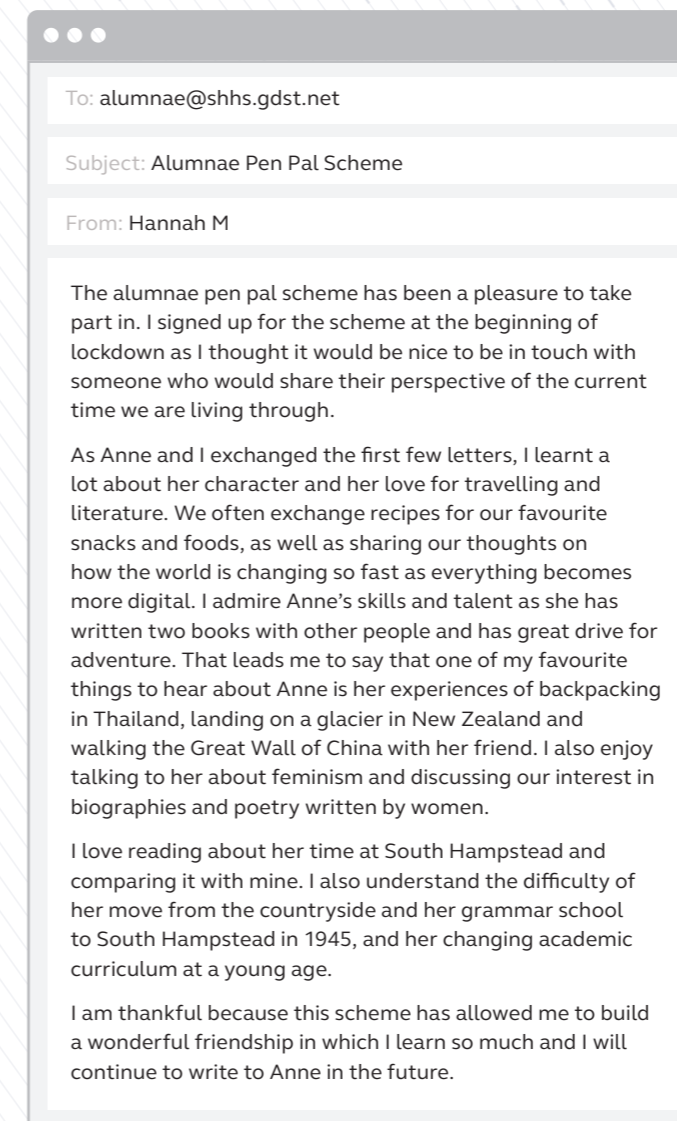 To: alumnae@shhs.gdst.net
Subject: Alumnae Pen Pal Scheme
From: Hannah M
The alumnae pen pal scheme has been a pleasure to take
part in. I signed up for the scheme at the beginning of
lockdown as I thought it would be nice to be in touch with
someone who would share their perspective of the current
time we are living through.
As Anne and I exchanged the first few letters, I learnt a
lot about her character and her love for travelling and
literature. We often exchange recipes for our favourite
snacks and foods, as well as sharing our thoughts on
how the world is changing so fast as everything becomes
more digital. I admire Anne’s skills and talent as she has
written two books with other people and has great drive for
adventure. That leads me to say that one of my favourite
things to hear about Anne is her experiences of backpacking
in Thailand, landing on a glacier in New Zealand and
walking the Great Wall of China with her friend. I also enjoy
talking to her about feminism and discussing our interest in
biographies and poetry written by women.
I love reading about her time at South Hampstead and
comparing it with mine. I also understand the difficulty of
her move from the countryside and her grammar school
to South Hampstead in 1945, and her changing academic
curriculum at a young age.
I am thankful because this scheme has allowed me to build
a wonderful friendship in which I learn so much and I will
continue to write to Anne in the future.